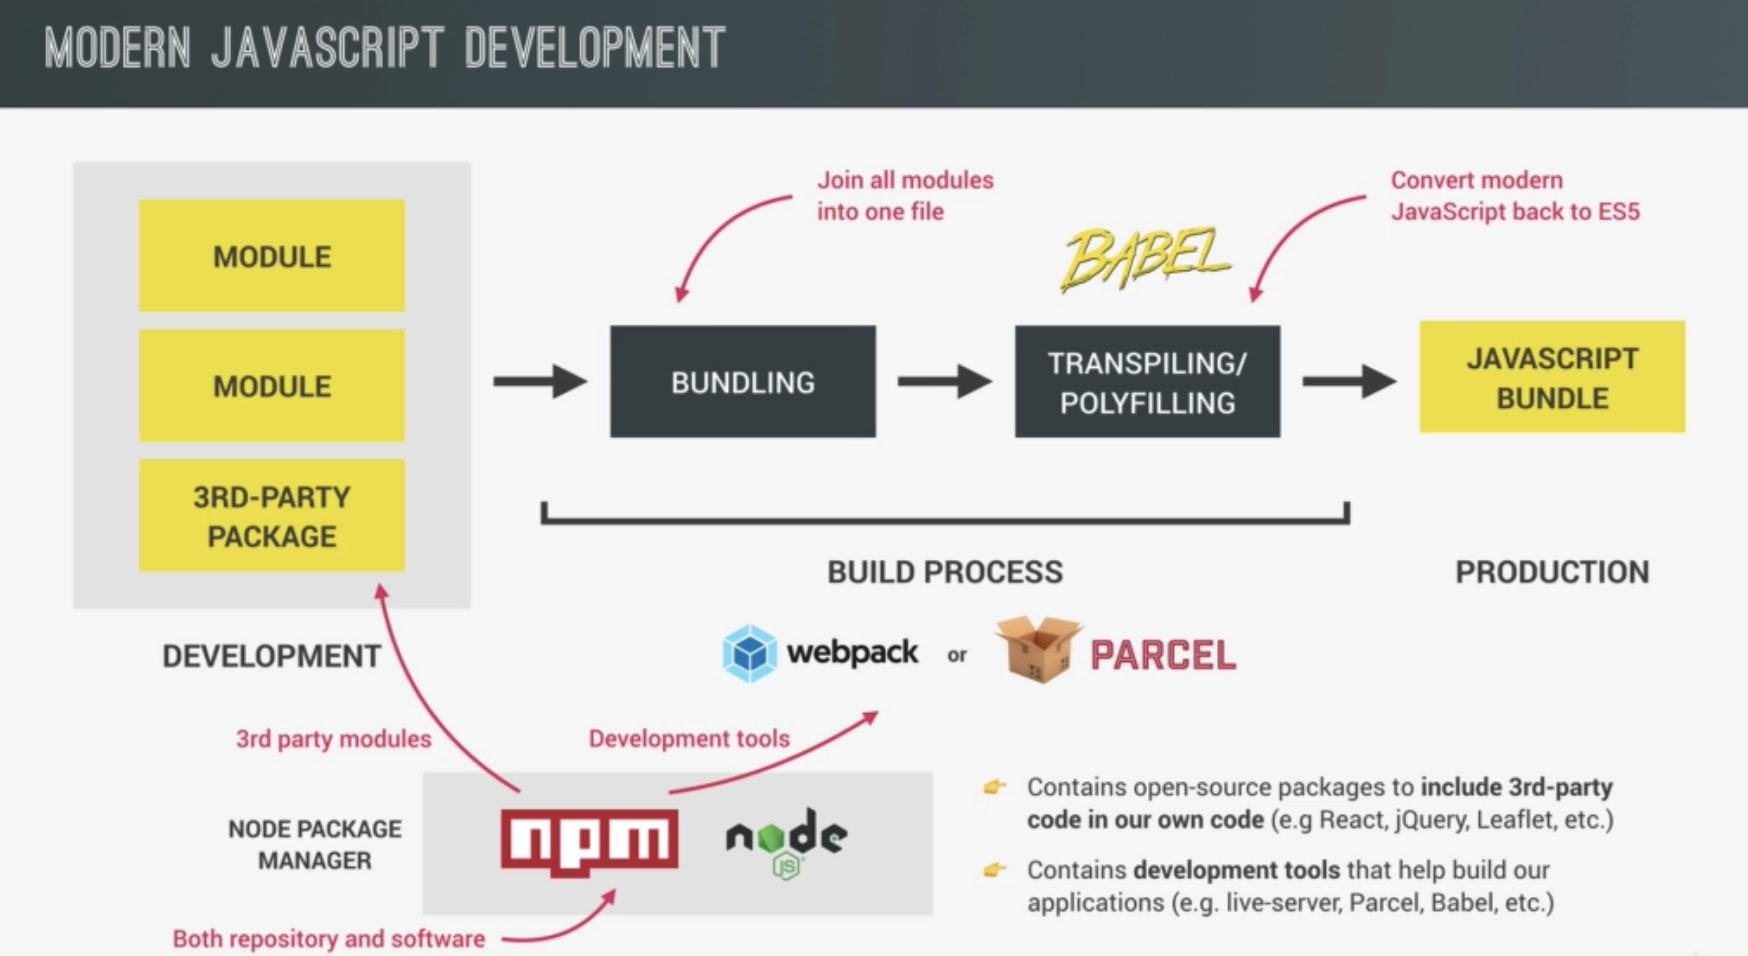 MODERN JAVASCRIPT DEVELOPMENT
Join all modules
into one file
Convert modern
JavaScript back to ES5
MODULE
MODULE
3RD-PARTY
PACKAGE
BUNDLING
BABEL
TRANSPILING/
POLYFILLING
JAVASCRIPT
BUNDLE
DEVELOPMENT
BUILD PROCESS
PRODUCTION
webpack or PARCEL
3rd party modules
Development tools
NODE PACKAGE
MANAGER
npm
node
JS
Both repository and software
Contains open-source packages to include 3rd-party
code in our own code (e.g React, jQuery, Leaflet, etc.)
Contains development tools that help build our
applications (e.g. live-server, Parcel, Babel, etc.)